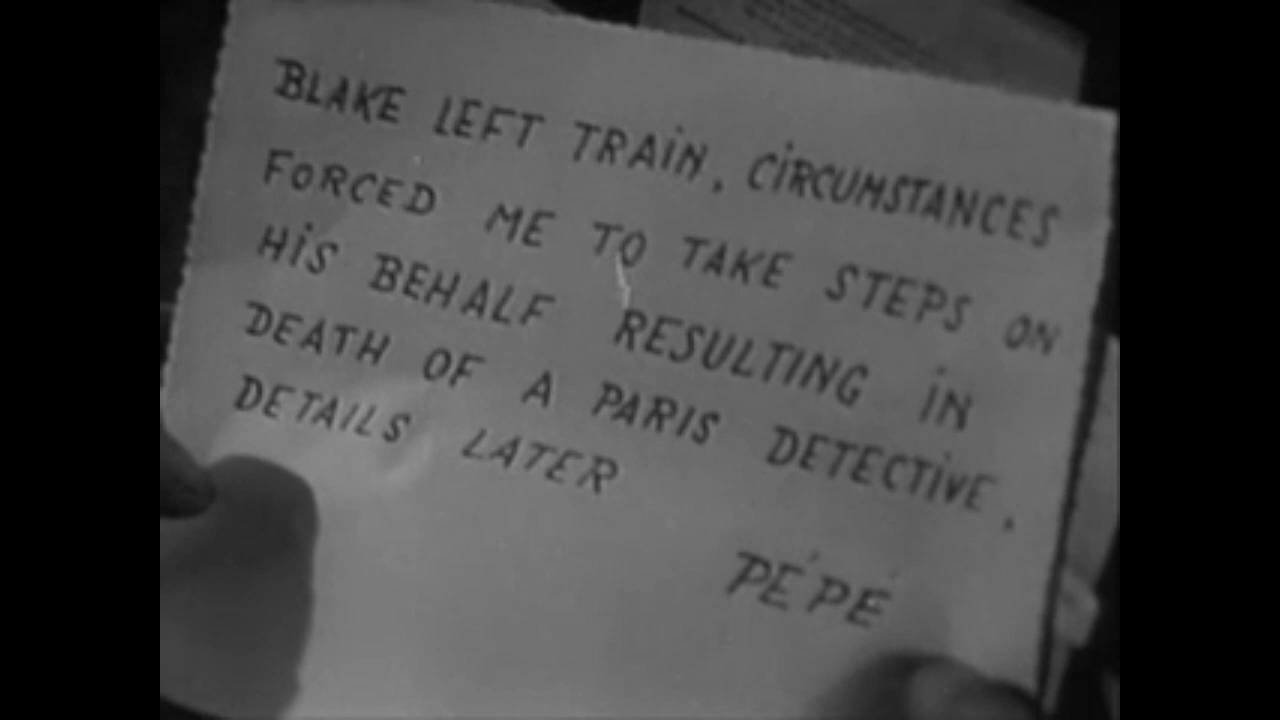 BLAKE LEFT TRAIN, CIRCUMSTANCES
FORCED ME TO TAKE STEPS ON
HIS BEHALF RESULTING IN
DEATH OF A PARIS DETECTIVE,
DETAILS LATER
PÉPÉ